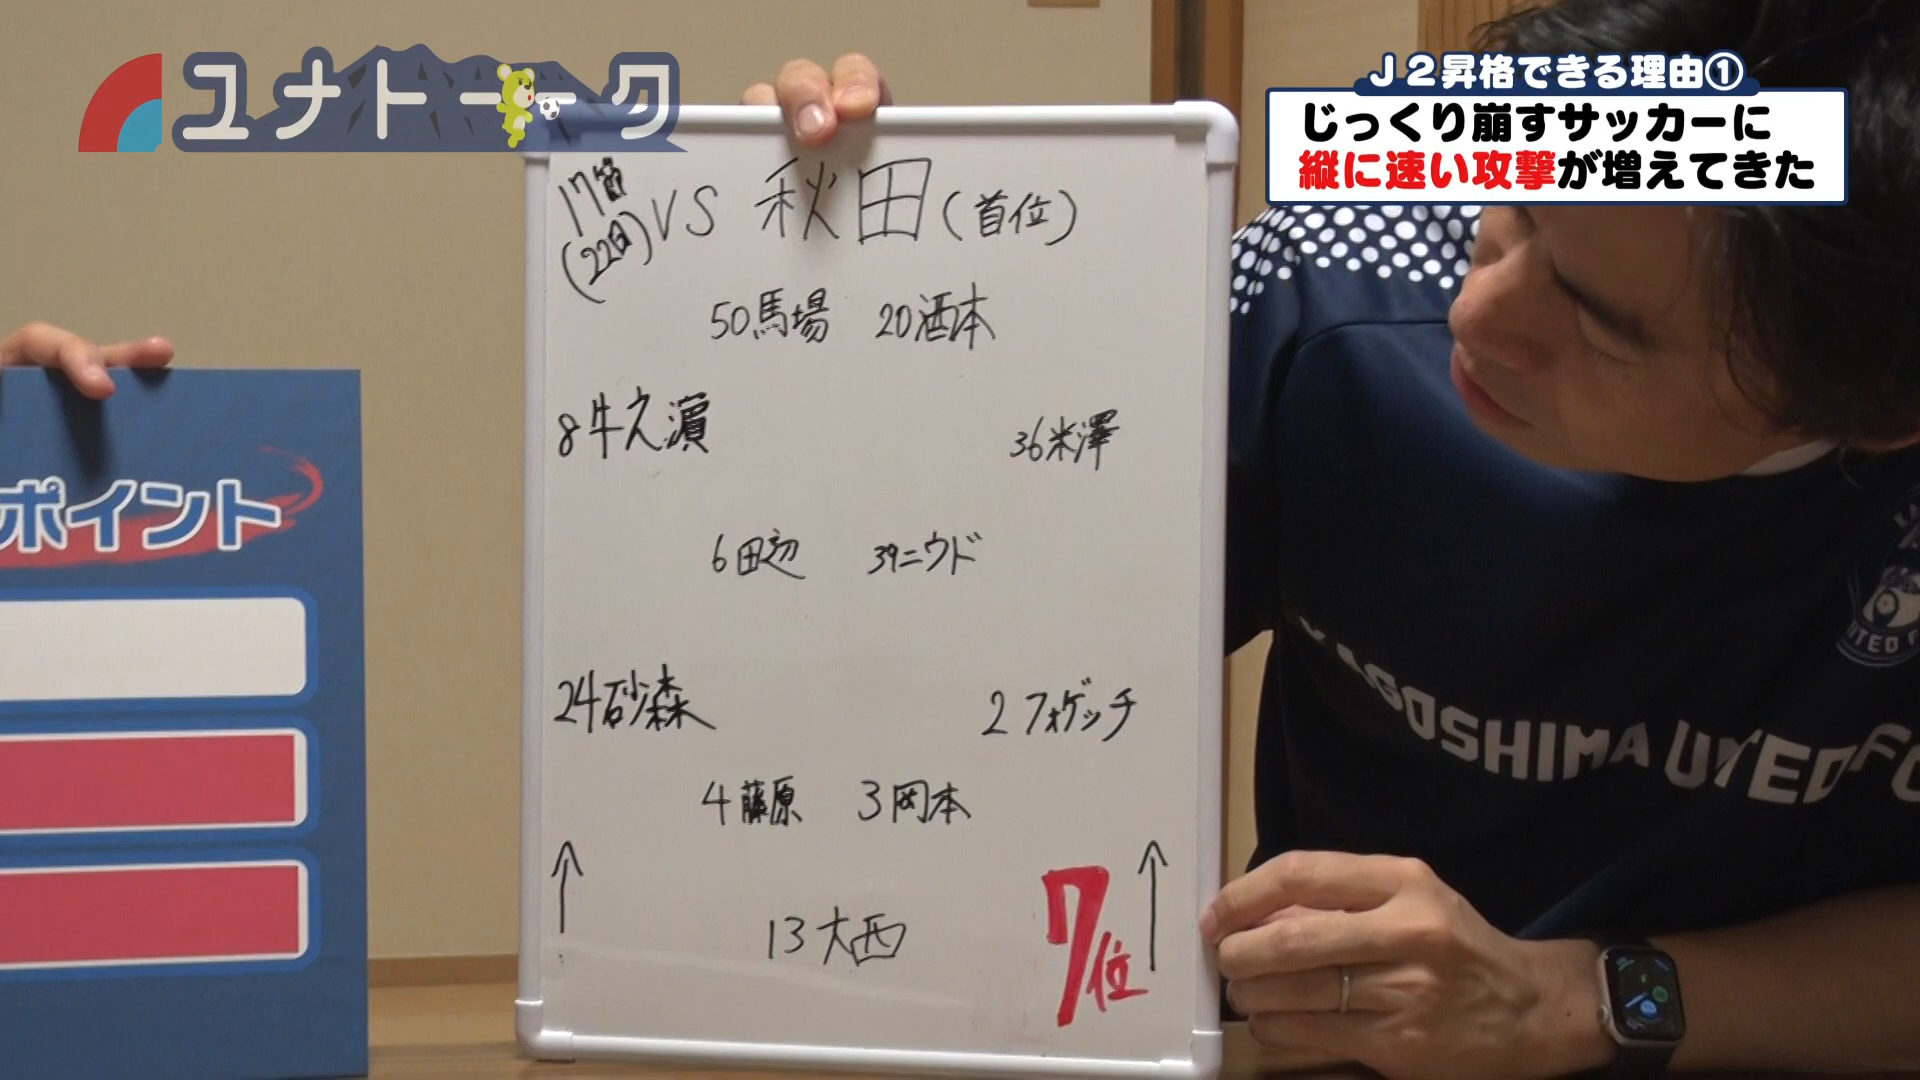 ユナトーーク
J2昇格できる理由①
じっくり崩すサッカーに
縦に速い攻撃が増えてきた
17節
(22日)
VS 秋田(首位)
50馬場 20酒本
8牛之濵
36米澤
6田辺 39ニウド
24砂森
2フォゲッチ
4藤原 3岡本
13大西
7位
ポイント
KAGOSHIMA UNITED FC